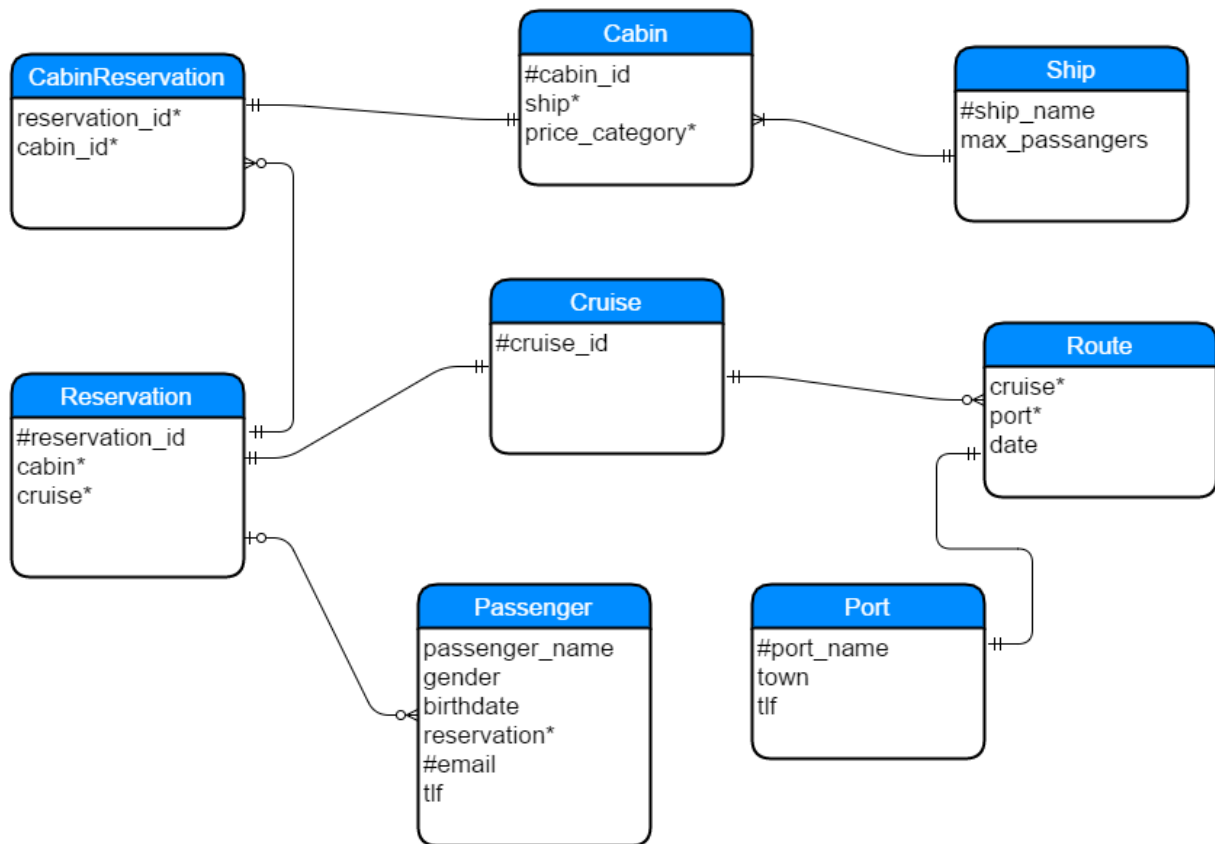 CabinReservation
reservation_id*
cabin_id*
Cabin
#cabin_id
ship*
price_category*
Ship
#ship_name
max_passangers
Cruise
#cruise_id
Route
cruise*
port*
date
Reservation
#reservation_id
cabin*
cruise*
Passenger
passenger_name
gender
birthdate
reservation*
#email
tlf
Port
#port_name
town
tlf